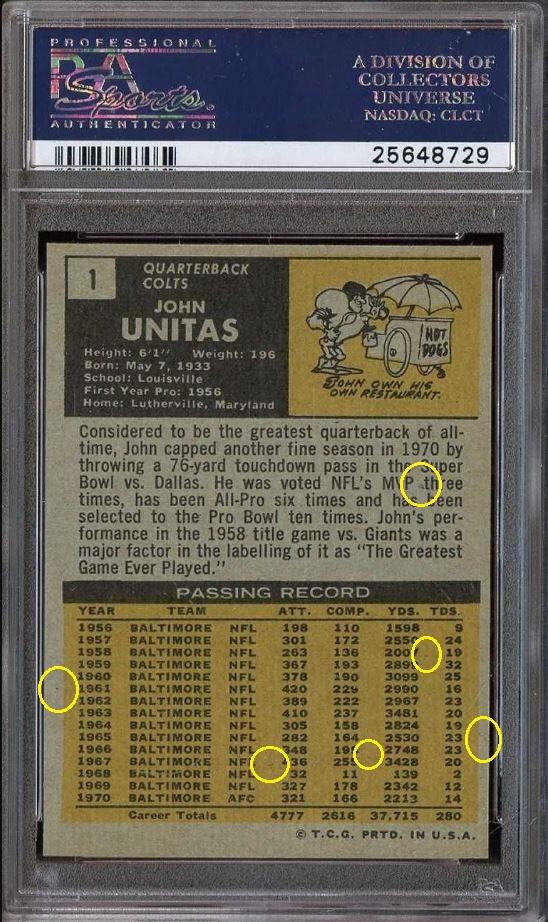 PROFESSIONAL
PSA
Sports.
AUTHENTICATOR
A DIVISION OF
COLLECTORS
UNIVERSE
NASDAQ: CLCT
25648729
1
QUARTERBACK
COLTS
JOHN
UNITAS
Height: 6'1" Weight: 196
Born: May 7, 1933
School: Louisville
First Year Pro: 1956
Home: Lutherville, Maryland
HOT
DOGS
JOHN OWN HIS
OWN RESTAURANT.
Considered to be the greatest quarterback of all-
time, John capped another fine season in 1970 by
throwing a 76-yard touchdown pass in the Super
Bowl vs. Dallas. He was voted NFL's MVP three
times, has been All-Pro six times and has been
selected to the Pro Bowl ten times. John's per-
formance in the 1958 title game vs. Giants was a
major factor in the labelling of it as "The Greatest
Game Ever Played."
PASSING RECORD
YEAR TEAM ATT. COMP. YDS. TDS.
1956 BALTIMORE NFL 198 110 1598 9
1957 BALTIMORE NFL 301 172 2550 24
1958 BALTIMORE NFL 263 136 2007 19
1959 BALTIMORE NFL 367 193 32
1960 BALTIMORE NFL 378 190 3099 25
1961 BALTIMORE NFL 420 229 2990 16
1962 BALTIMORE NFL 389 222 2967 23
1963 BALTIMORE NFL 410 237 3481 20
1964 BALTIMORE NFL 305 158 2824 19
1965 BALTIMORE NFL 282 164 2530 23
1966 BALTIMORE NFL 348 2748 23
1967 BALTIMORE NFL 436 255 3428 20
1968 BALTIMORE NFL 32 11 139 2
1969 BALTIMORE NFL 327 178 2342 12
1970 BALTIMORE AFC 321 166 2213 14
Career Totals 4777 2616 37,715 280
© T.C.G. PRTD. IN U.S.A.